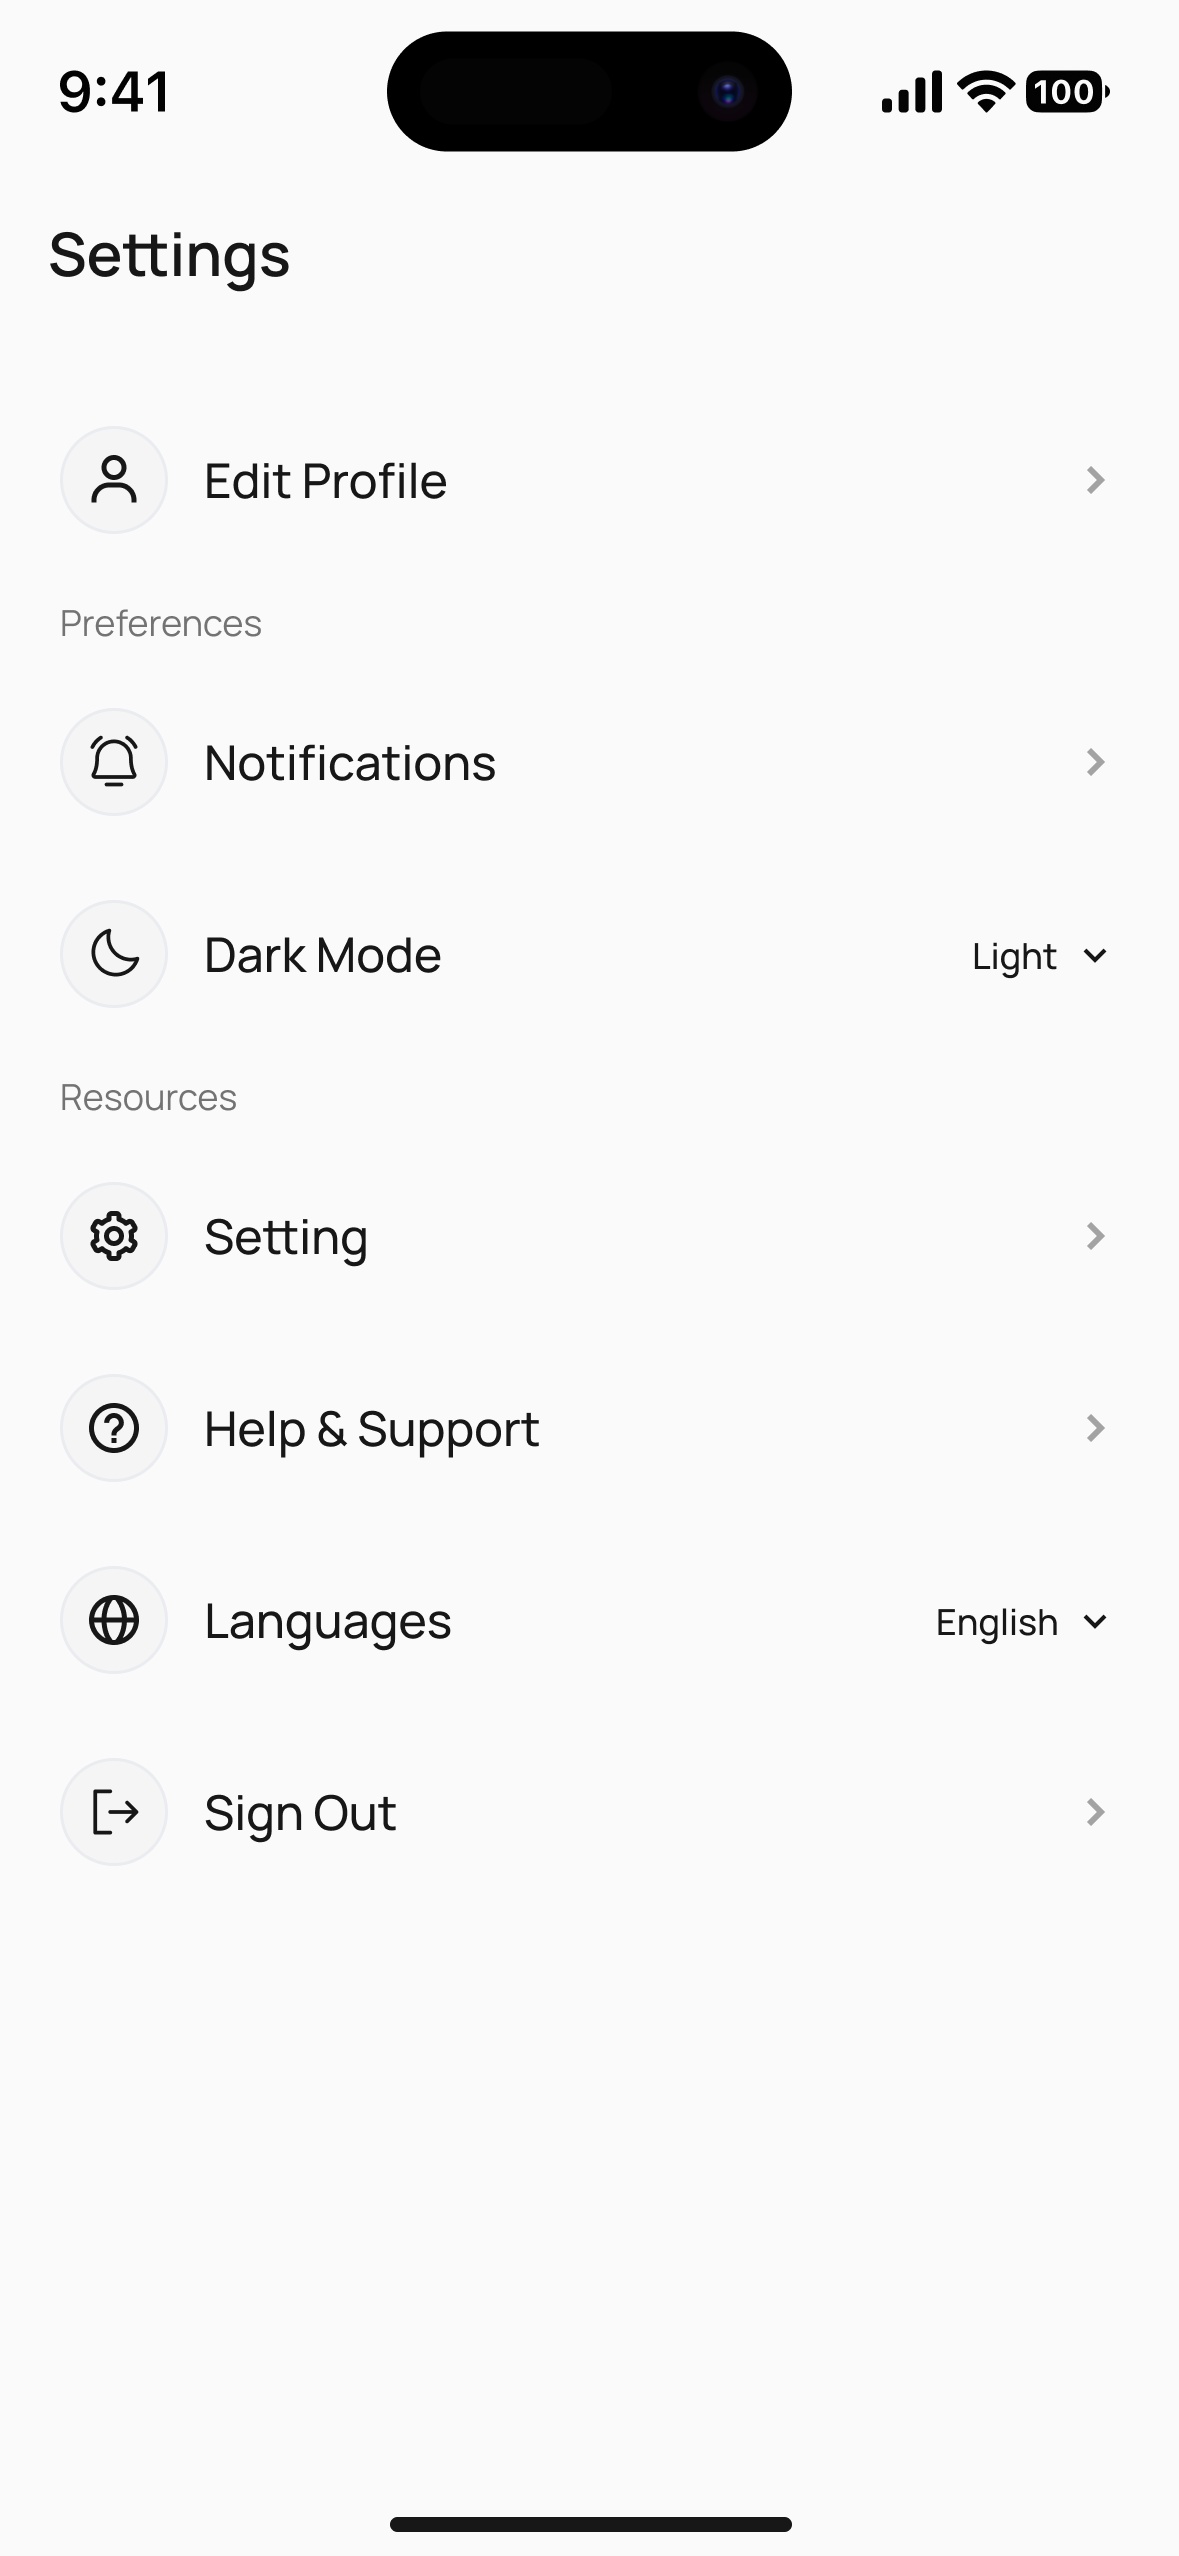 9:41
100
Settings
Edit Profile
Preferences
Notifications
Dark Mode
Light
Resources
Setting
Help & Support
Languages
English
Sign Out